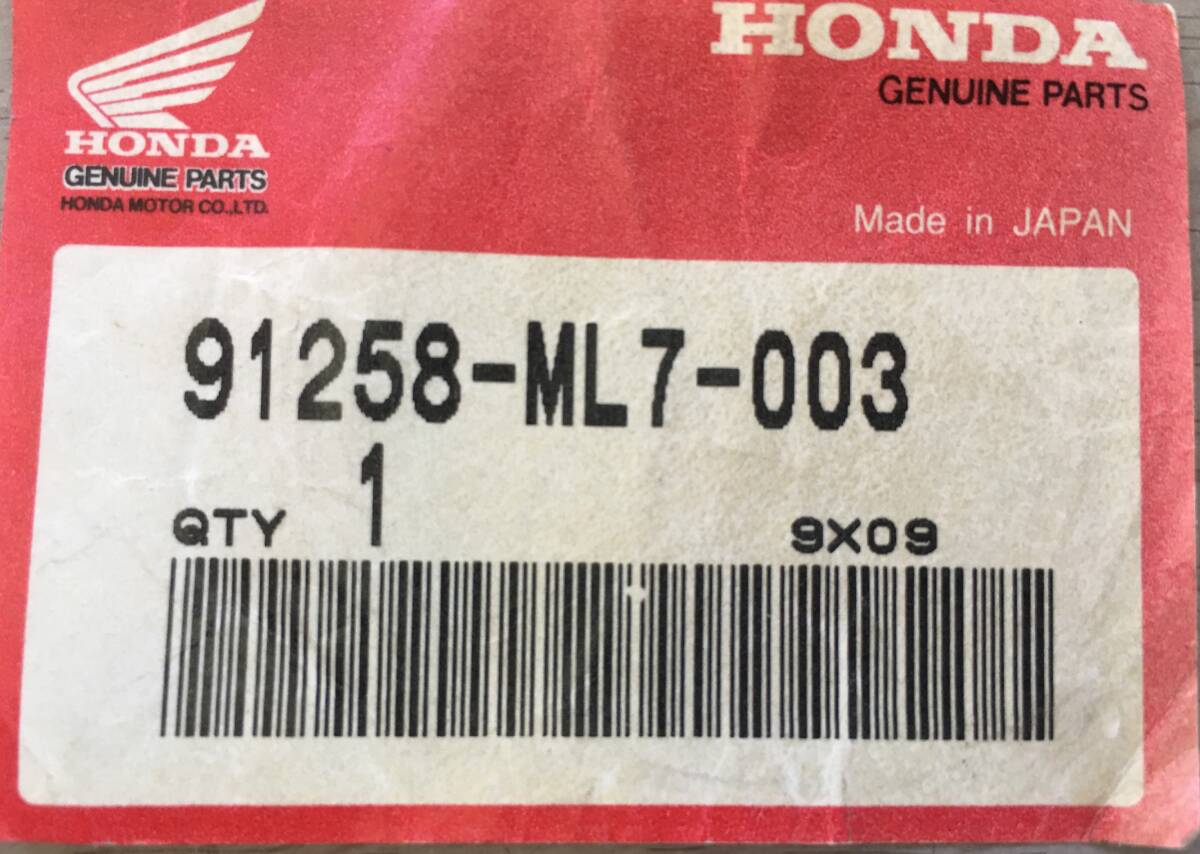 HONDA
GENUINE PARTS
HONDA MOTOR CO.,LTD.
HONDA
GENUINE PARTS
Made in JAPAN
91258-ML7-003
QTY 1 9X09